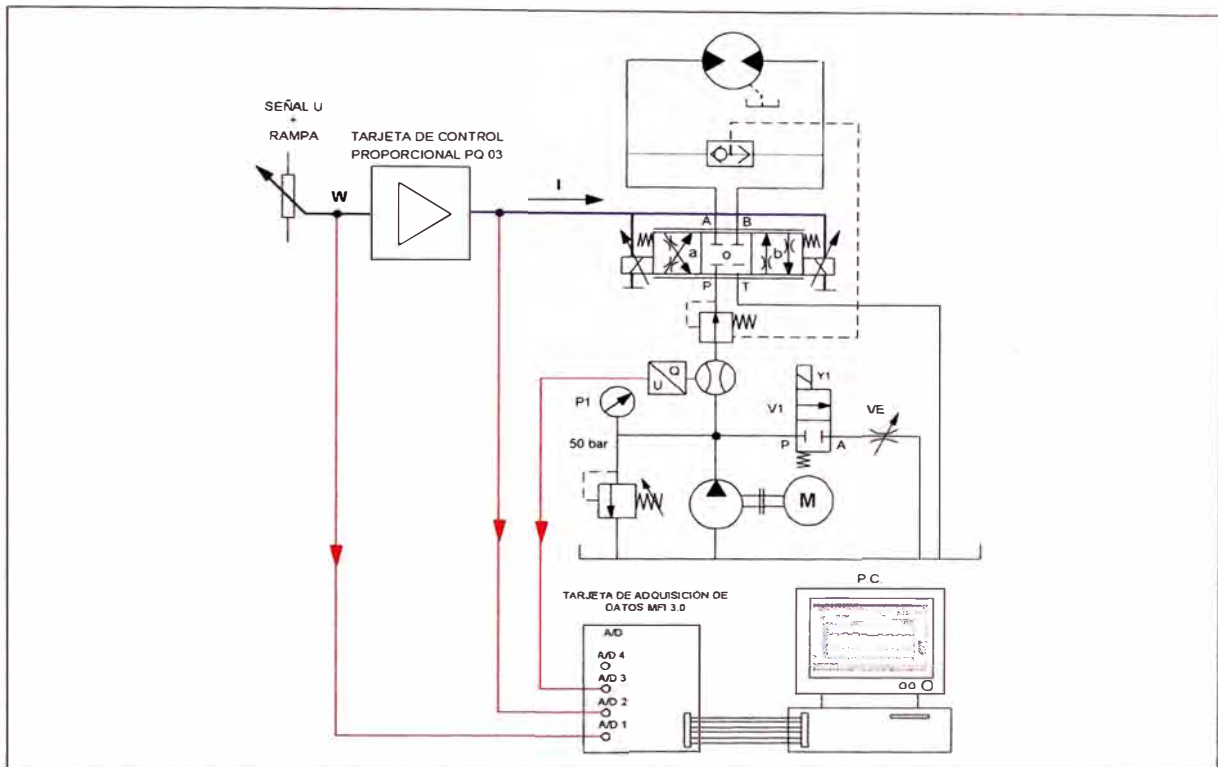 SEÑAL U
+
RAMPA
TARJETA DE CONTROL
PROPORCIONAL PQ 03
W
I
A
B
a
o
b
P
T
Q
U
P1
50 bar
Y1
V1
VE
P
A
M
TARJETA DE ADQUISICIÓN DE
DATOS MFI 3.0
P.C.
A/D
A/D 4
A/D 3
A/D 2
A/D 1